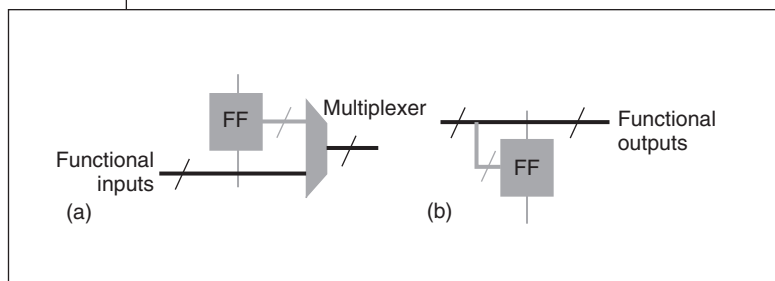 FF
Multiplexer
Functional
inputs
(a)
Functional
outputs
FF
(b)